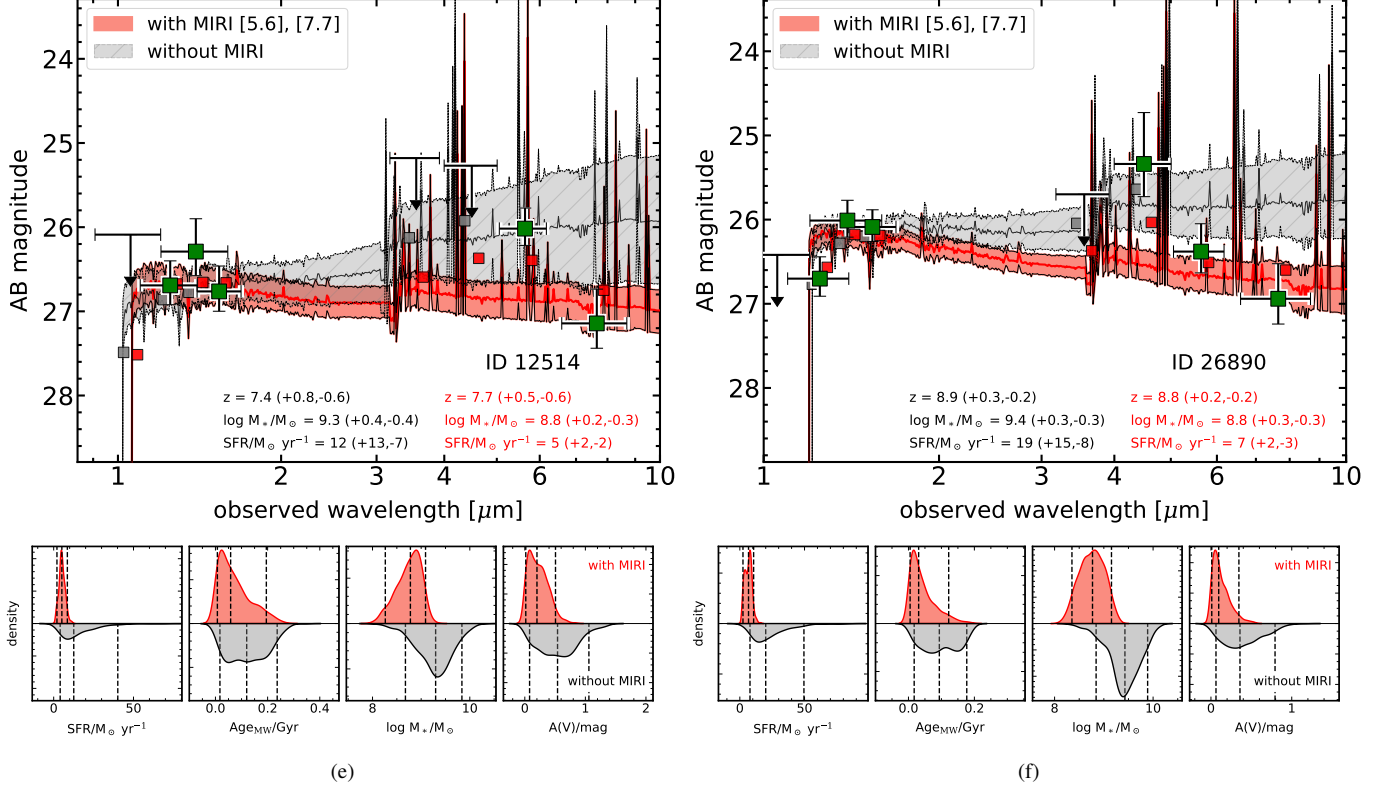 with MIRI [5.6], [7.7]
without MIRI
24
25
26
27
28
AB magnitude
ID 12514
z = 7.4 (+0.8,-0.6)
log M∗/M⊙ = 9.3 (+0.4,-0.4)
SFR/M⊙ yr⁻¹ = 12 (+13,-7)
z = 7.7 (+0.5,-0.6)
log M∗/M⊙ = 8.8 (+0.2,-0.3)
SFR/M⊙ yr⁻¹ = 5 (+2,-2)
1 2 3 4 6 10
observed wavelength [μm]
density
with MIRI
without MIRI
0 50
SFR/M⊙ yr⁻¹
0.0 0.2 0.4
Age_MW/Gyr
8 10
log M∗/M⊙
0 1 2
A(V)/mag
(e)
with MIRI [5.6], [7.7]
without MIRI
24
25
26
27
28
AB magnitude
ID 26890
z = 8.9 (+0.3,-0.2)
log M∗/M⊙ = 9.4 (+0.3,-0.3)
SFR/M⊙ yr⁻¹ = 19 (+15,-8)
z = 8.8 (+0.2,-0.2)
log M∗/M⊙ = 8.8 (+0.3,-0.3)
SFR/M⊙ yr⁻¹ = 7 (+2,-3)
1 2 3 4 6 10
observed wavelength [μm]
density
with MIRI
without MIRI
0 50
SFR/M⊙ yr⁻¹
0.0 0.2
Age_MW/Gyr
8 10
log M∗/M⊙
0 1
A(V)/mag
(f)